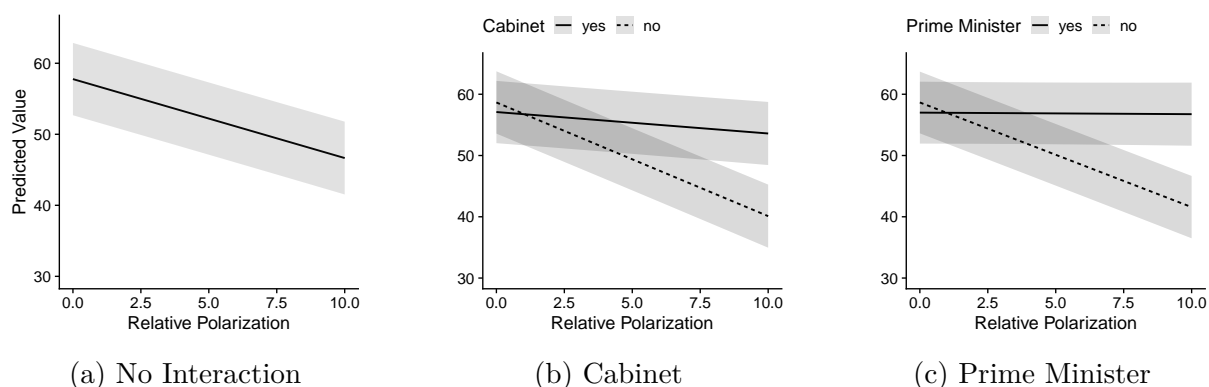 Cabinet yes no
Prime Minister yes no
Predicted Value
60
50
40
30
0.0 2.5 5.0 7.5 10.0
Relative Polarization
60
50
40
30
0.0 2.5 5.0 7.5 10.0
Relative Polarization
60
50
40
30
0.0 2.5 5.0 7.5 10.0
Relative Polarization
(a) No Interaction
(b) Cabinet
(c) Prime Minister